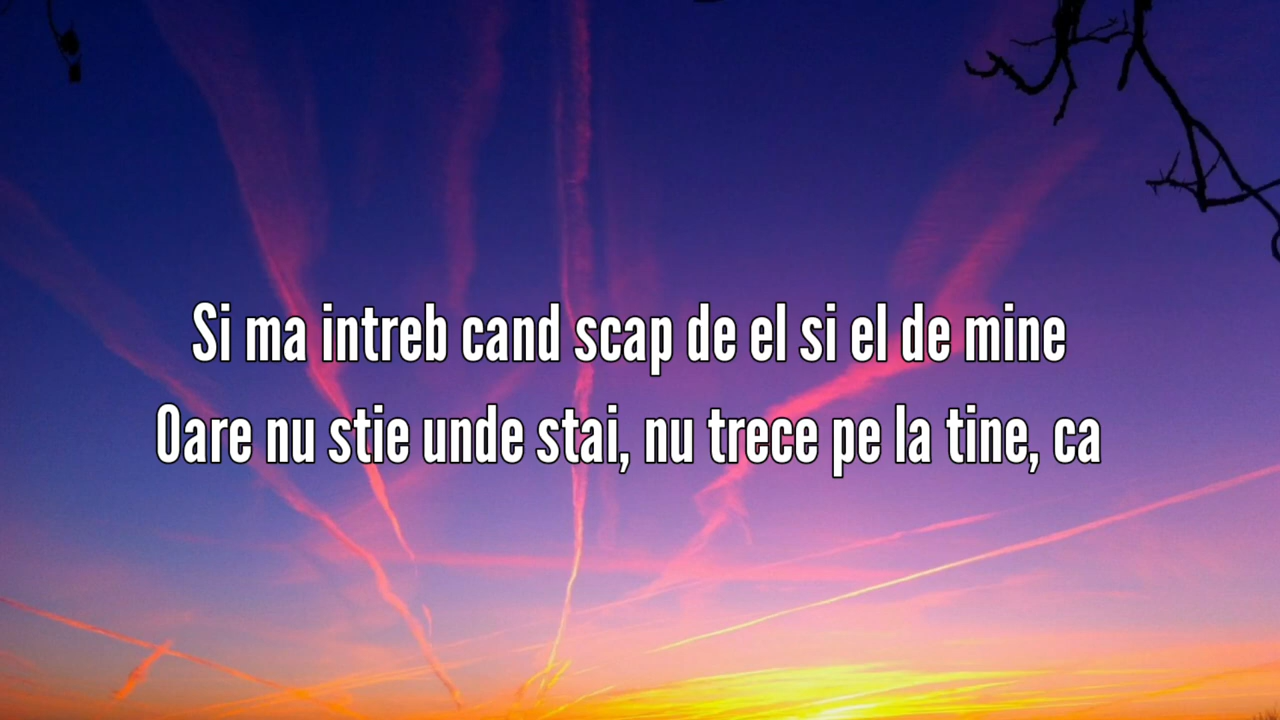 Si ma intreb cand scap de el si el de mine
Oare nu stie unde stai, nu trece pe la tine, ca